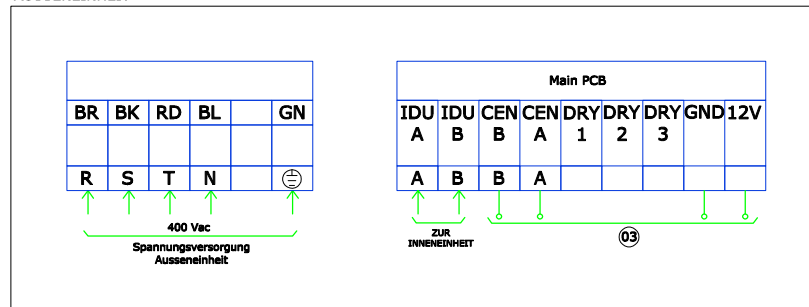 BR BK RD BL GN
R S T N
400 Vac
Spannungsversorgung
Ausseneinheit
Main PCB
IDU IDU CEN CEN DRY DRY DRY GND 12V
A B B A 1 2 3
A B B A
ZUR
INNENEINHEIT
03